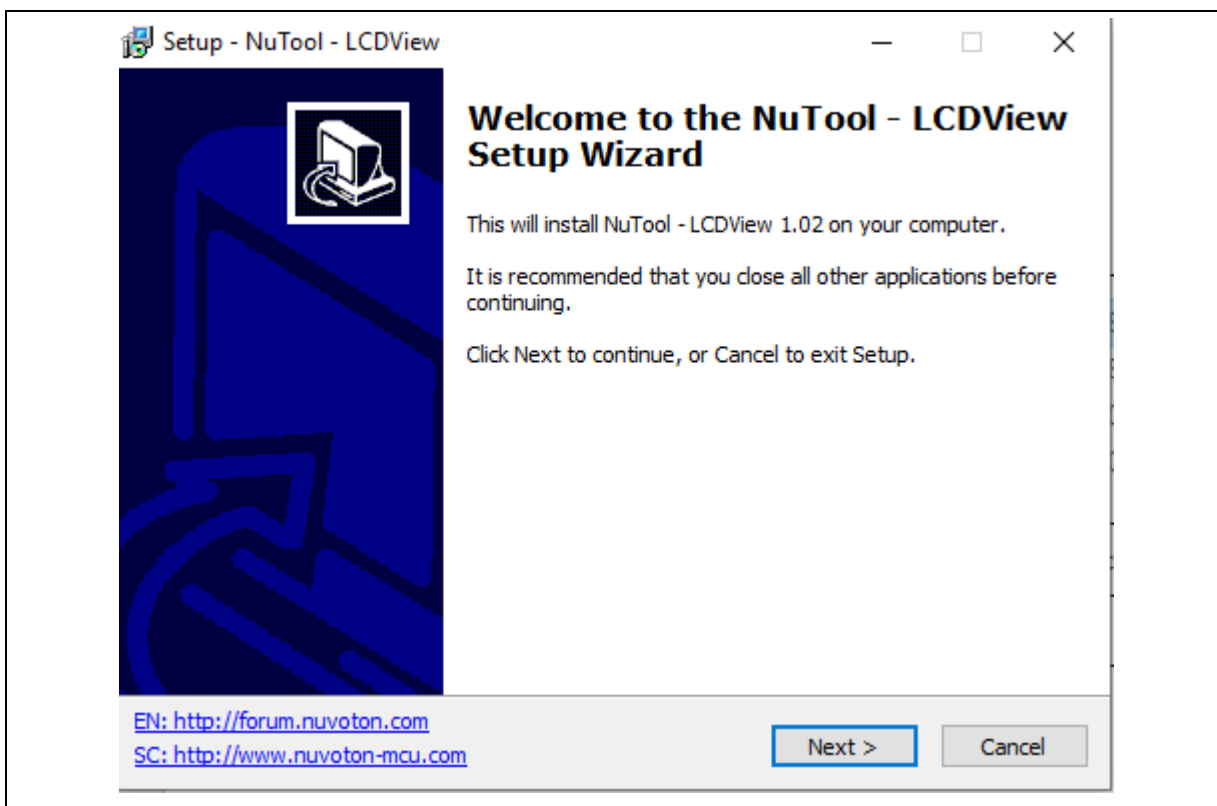 Setup - NuTool - LCDView
Welcome to the NuTool - LCDView
Setup Wizard
This will install NuTool - LCDView 1.02 on your computer.
It is recommended that you close all other applications before
continuing.
Click Next to continue, or Cancel to exit Setup.
EN: http://forum.nuvoton.com
SC: http://www.nuvoton-mcu.com
Next >
Cancel